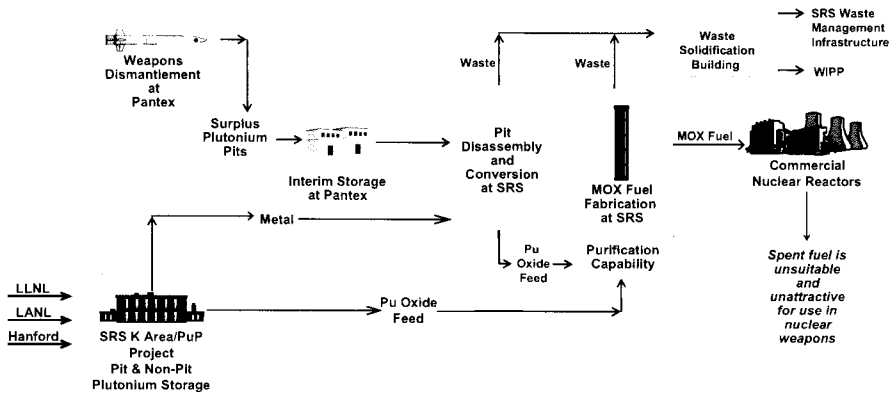 Weapons
Dismantlement
at
Pantex
Surplus
Plutonium
Pits
Interim Storage
at Pantex
Metal
LLNL
LANL
Hanford
SRS K Area/PuP
Project
Pit & Non-Pit
Plutonium Storage
Pu Oxide
Feed
Waste
Pit
Disassembly
and
Conversion
at SRS
Pu
Oxide
Feed
Waste
MOX Fuel
Fabrication
at SRS
Purification
Capability
Waste
Solidification
Building
SRS Waste
Management
Infrastructure
WIPP
MOX Fuel
Commercial
Nuclear Reactors
Spent fuel is
unsuitable
and
unattractive
for use in
nuclear
weapons